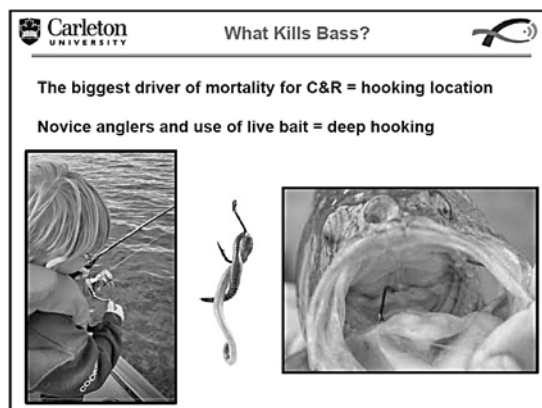 Carleton
UNIVERSITY
What Kills Bass?
The biggest driver of mortality for C&R = hooking location
Novice anglers and use of live bait = deep hooking